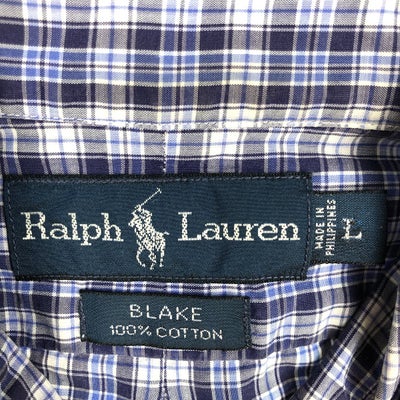 Ralph Lauren
MADE IN
PHILIPPINES
L
BLAKE
100% COTTON